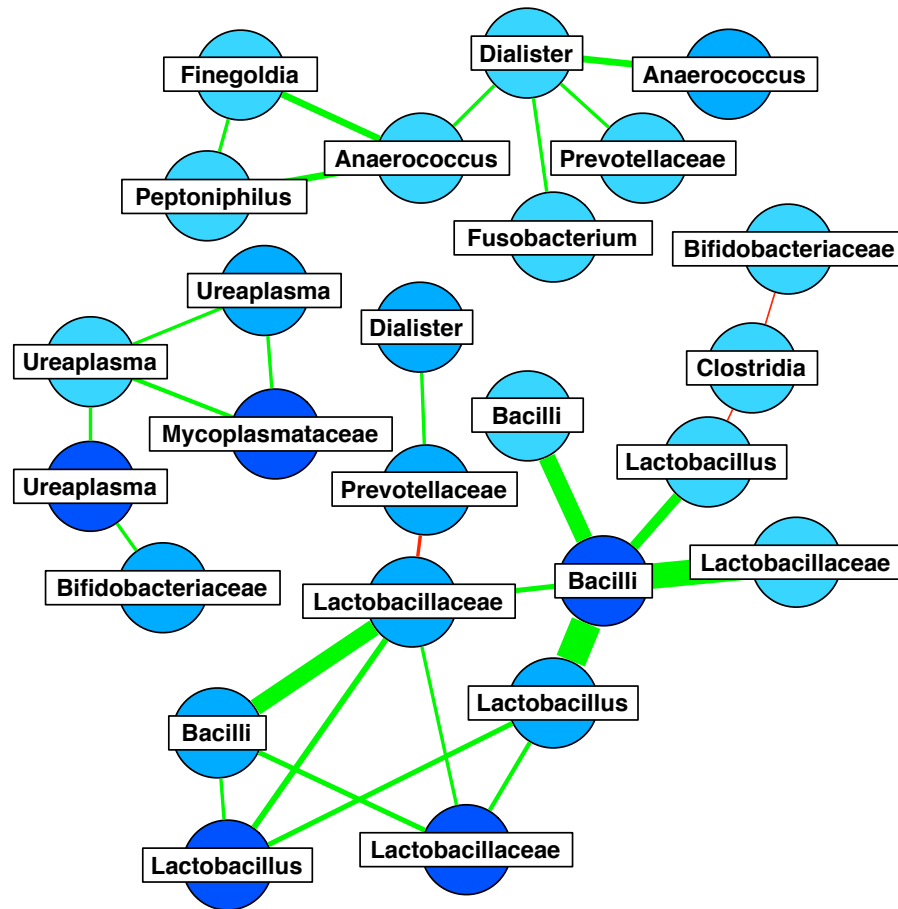 Dialister
Finegoldia
Anaerococcus
Anaerococcus
Prevotellaceae
Peptoniphilus
Fusobacterium
Bifidobacteriaceae
Ureaplasma
Dialister
Ureaplasma
Clostridia
Bacilli
Mycoplasmataceae
Lactobacillus
Ureaplasma
Prevotellaceae
Lactobacillaceae
Bifidobacteriaceae
Bacilli
Lactobacillaceae
Lactobacillus
Bacilli
Lactobacillaceae
Lactobacillus